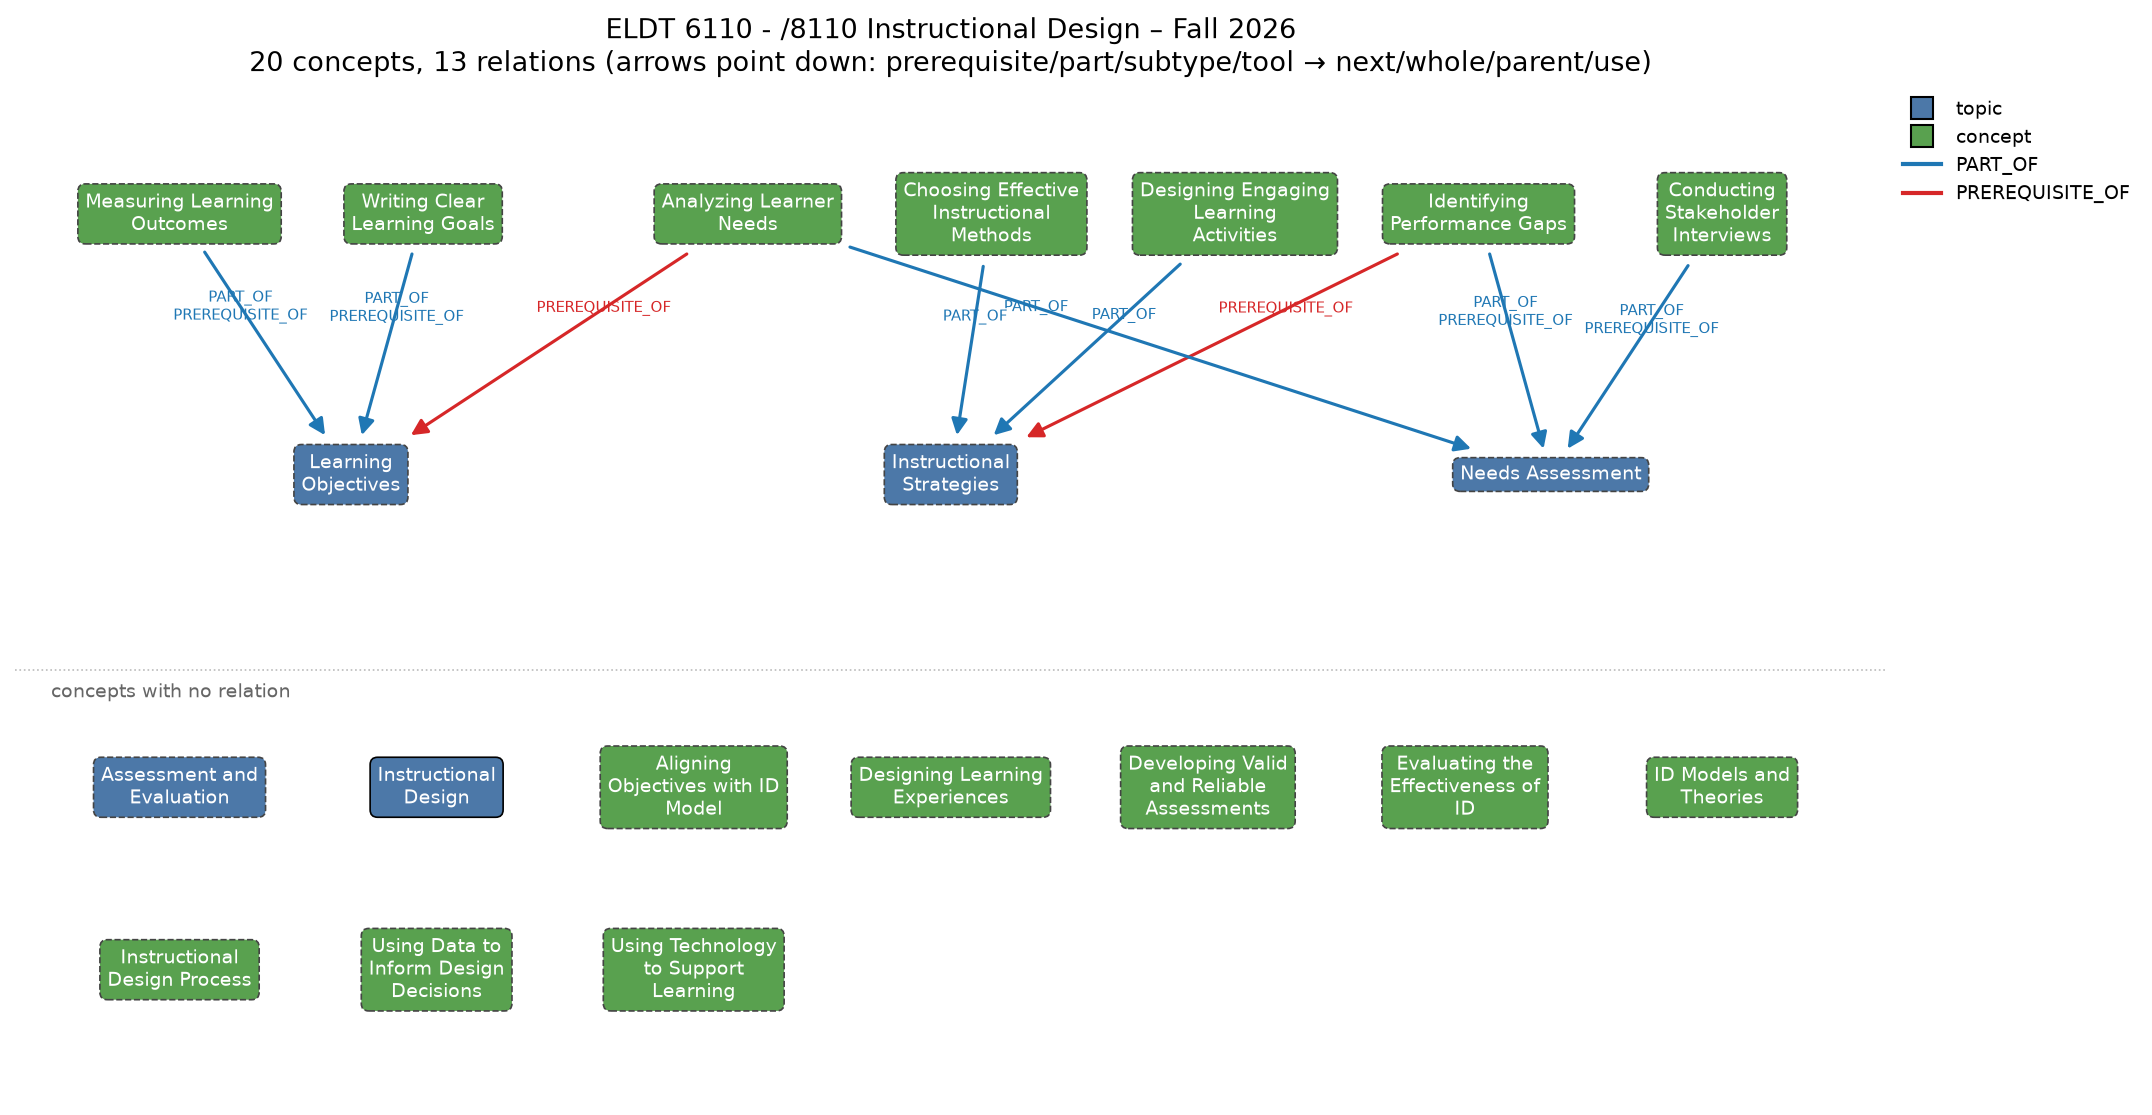 ELDT 6110 - /8110 Instructional Design – Fall 2026
20 concepts, 13 relations (arrows point down: prerequisite/part/subtype/tool → next/whole/parent/use)
topic
concept
PART_OF
PREREQUISITE_OF
Measuring Learning
Outcomes
Writing Clear
Learning Goals
Analyzing Learner
Needs
Choosing Effective
Instructional
Methods
Designing Engaging
Learning
Activities
Identifying
Performance Gaps
Conducting
Stakeholder
Interviews
PART_OF
PREREQUISITE_OF
PART_OF
PREREQUISITE_OF
PREREQUISITE_OF
PART_OF
PART_OF
PART_OF
PREREQUISITE_OF
PART_OF
PREREQUISITE_OF
PART_OF
PREREQUISITE_OF
Learning
Objectives
Instructional
Strategies
Needs Assessment
concepts with no relation
Assessment and
Evaluation
Instructional
Design
Aligning
Objectives with ID
Model
Designing Learning
Experiences
Developing Valid
and Reliable
Assessments
Evaluating the
Effectiveness of
ID
ID Models and
Theories
Instructional
Design Process
Using Data to
Inform Design
Decisions
Using Technology
to Support
Learning